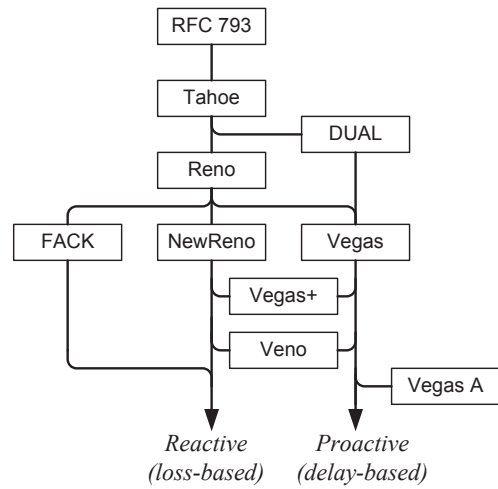 RFC 793
Tahoe
DUAL
Reno
FACK
NewReno
Vegas
Vegas+
Veno
Vegas A
Reactive
(loss-based)
Proactive
(delay-based)